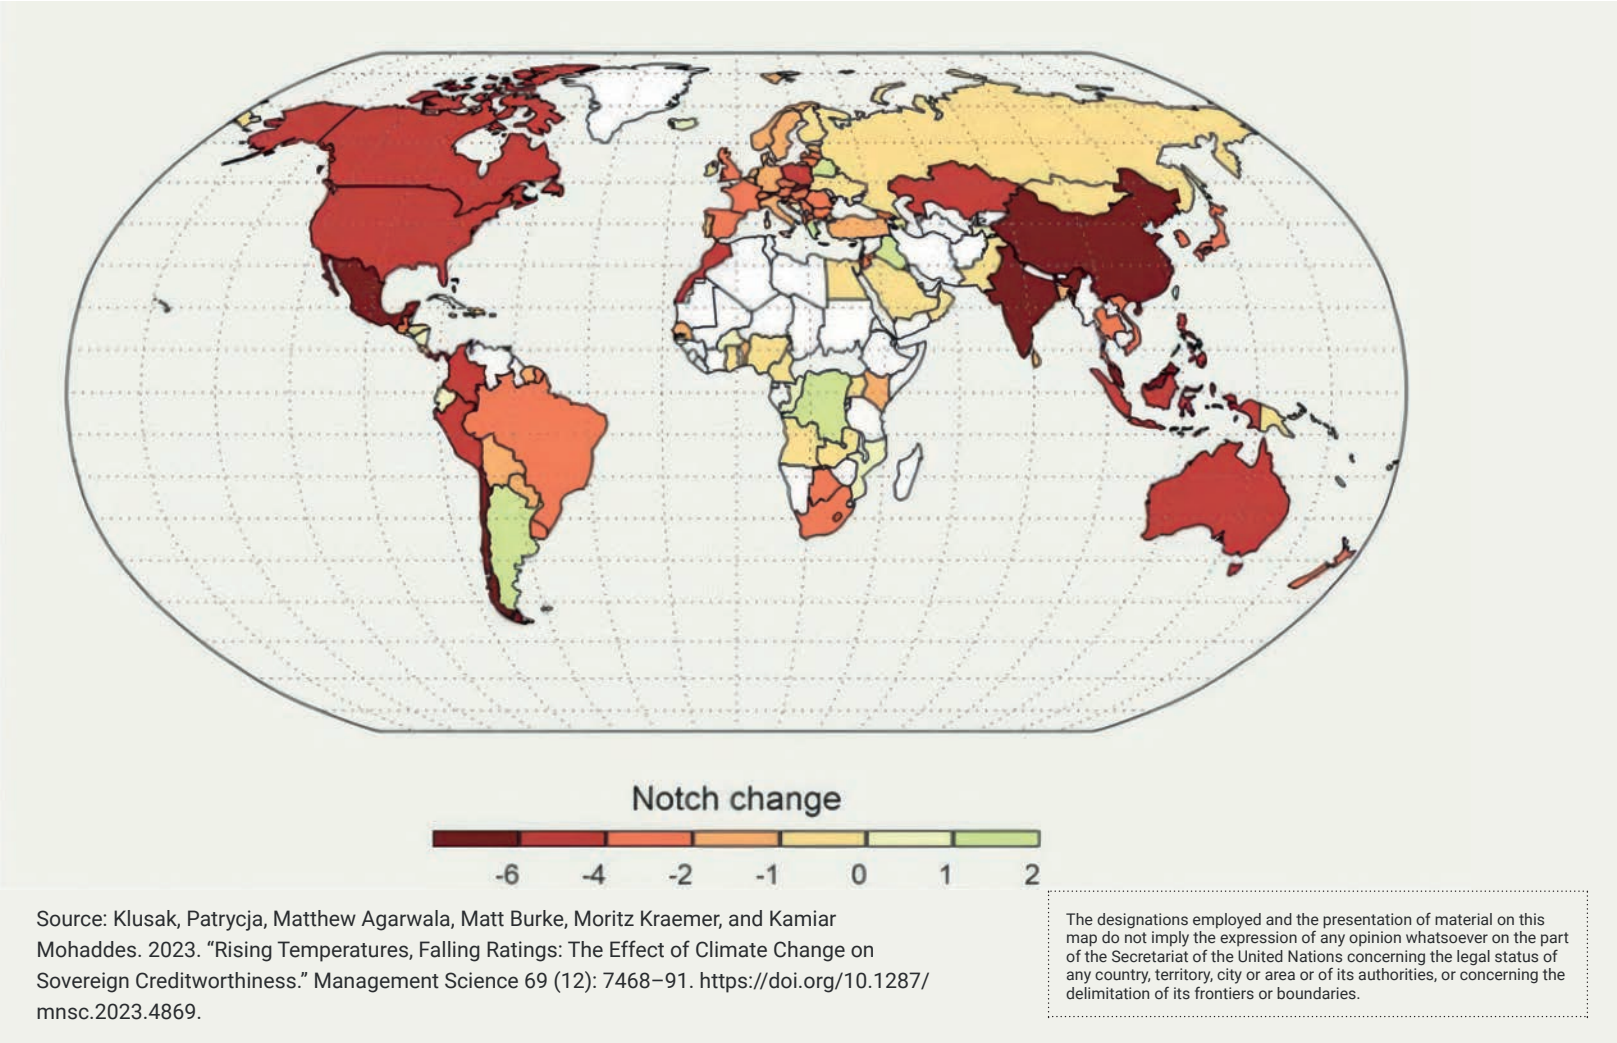 Notch change
-6 -4 -2 -1 0 1 2
Source: Klusak, Patrycja, Matthew Agarwala, Matt Burke, Moritz Kraemer, and Kamiar
Mohaddes. 2023. “Rising Temperatures, Falling Ratings: The Effect of Climate Change on
Sovereign Creditworthiness.” Management Science 69 (12): 7468–91. https://doi.org/10.1287/
mnsc.2023.4869.
The designations employed and the presentation of material on this
map do not imply the expression of any opinion whatsoever on the part
of the Secretariat of the United Nations concerning the legal status of
any country, territory, city or area or of its authorities, or concerning the
delimitation of its frontiers or boundaries.